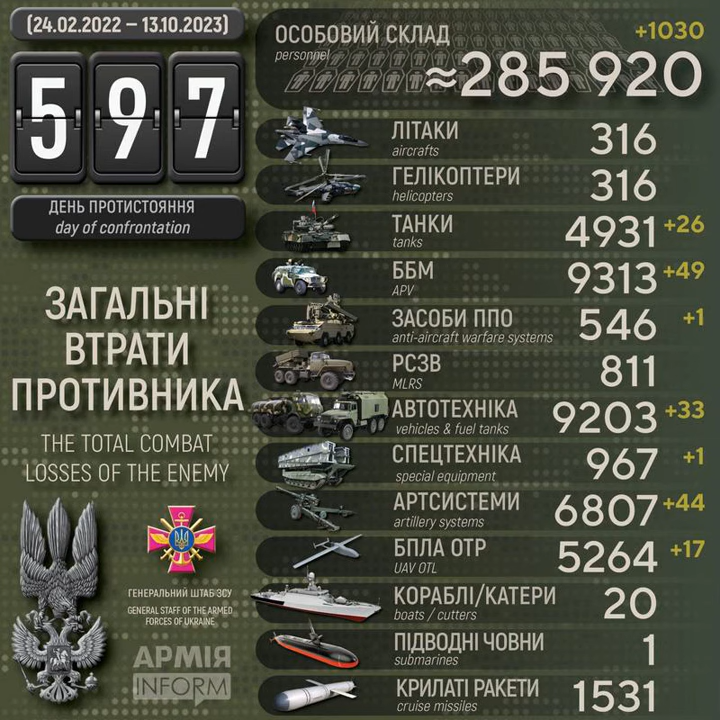 (24.02.2022 – 13.10.2023)
597
ДЕНЬ ПРОТИСТОЯННЯ
day of confrontation
ЗАГАЛЬНІ
ВТРАТИ
ПРОТИВНИКА
THE TOTAL COMBAT
LOSSES OF THE ENEMY
ГЕНЕРАЛЬНИЙ ШТАБ ЗСУ
GENERAL STAFF OF THE ARMED
FORCES OF UKRAINE
АРМІЯ
INFORM
ОСОБОВИЙ СКЛАД +1030
personnel
≈285 920
ЛІТАКИ 316
aircrafts
ГЕЛІКОПТЕРИ 316
helicopters
ТАНКИ 4931 +26
tanks
ББМ 9313 +49
APV
ЗАСОБИ ППО 546 +1
anti-aircraft warfare systems
РСЗВ 811
MLRS
АВТОТЕХНІКА 9203 +33
vehicles & fuel tanks
СПЕЦТЕХНІКА 967 +1
special equipment
АРТСИСТЕМИ 6807 +44
artillery systems
БПЛА ОТР 5264 +17
UAV OTL
КОРАБЛІ/КАТЕРИ 20
boats / cutters
ПІДВОДНІ ЧОВНИ 1
submarines
КРИЛАТІ РАКЕТИ 1531
cruise missiles